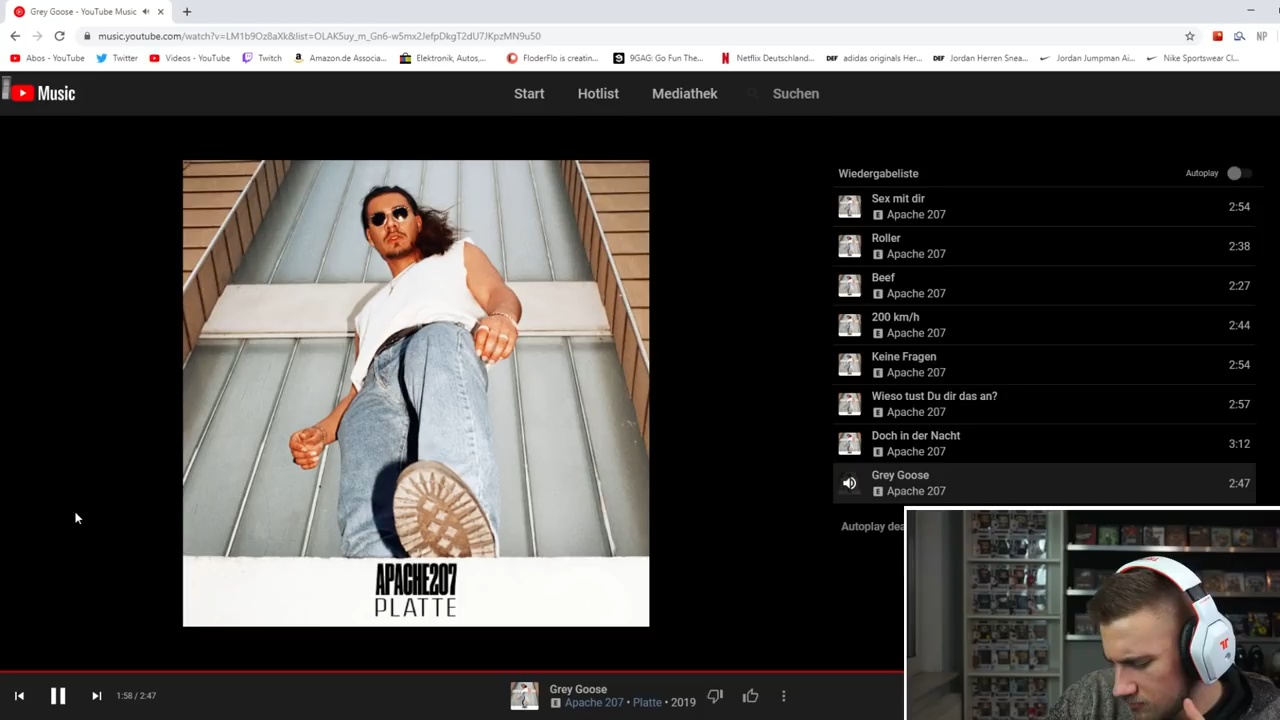 Grey Goose - YouTube Music
music.youtube.com/watch?v=LM1b9Oz8aXk&list=OLAK5uy_m_Gn6-w5mx2JefpDkgT2dU7JKpzMN9u50
Abos - YouTube
Twitter
Videos - YouTube
Twitch
Amazon.de Associa...
Elektronik, Autos,...
FloderFlo is creatin...
9GAG: Go Fun The...
Netflix Deutschland...
DEF adidas originals Her...
DEF Jordan Herren Snea...
Jordan Jumpman Ai...
Nike Sportswear Cl...
NP
Music
Start
Hotlist
Mediathek
Suchen
Wiedergabeliste
Autoplay
Sex mit dir
E Apache 207
2:54
Roller
E Apache 207
2:38
Beef
E Apache 207
2:27
200 km/h
E Apache 207
2:44
Keine Fragen
E Apache 207
2:54
Wieso tust Du dir das an?
E Apache 207
2:57
Doch in der Nacht
E Apache 207
3:12
Grey Goose
E Apache 207
2:47
Autoplay dea
APACHE207
PLATTE
1:58 / 2:47
Grey Goose
E Apache 207 • Platte • 2019